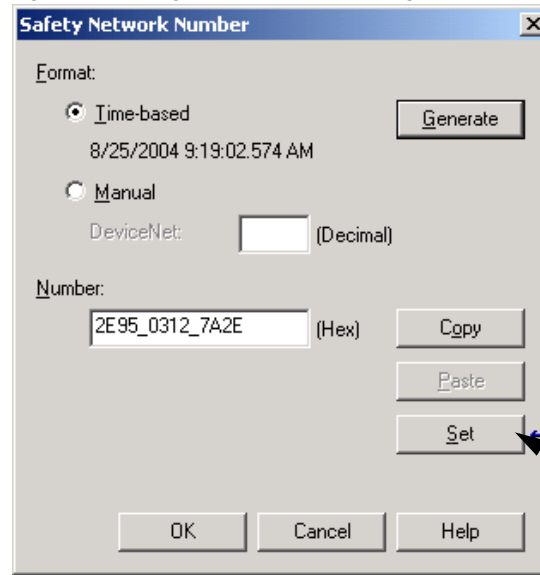 Safety Network Number
Format:
Time-based
Generate
8/25/2004 9:19:02.574 AM
Manual
DeviceNet:
(Decimal)
Number:
2E95_0312_7A2E
(Hex)
Copy
Paste
Set
OK
Cancel
Help